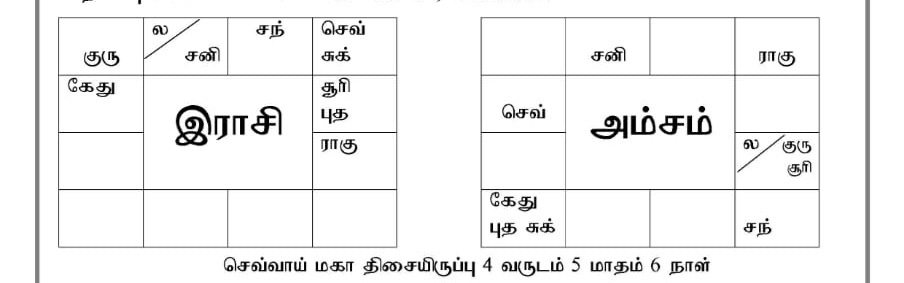 ல சந் செவ்
குரு சனி சுக்
கேது சூரி
புத
இராசி
ராகு
சனி ராகு
செவ்
அம்சம்
ல குரு
சூரி
கேது
புத சுக் சந்
செவ்வாய் மகா திசையிருப்பு 4 வருடம் 5 மாதம் 6 நாள்